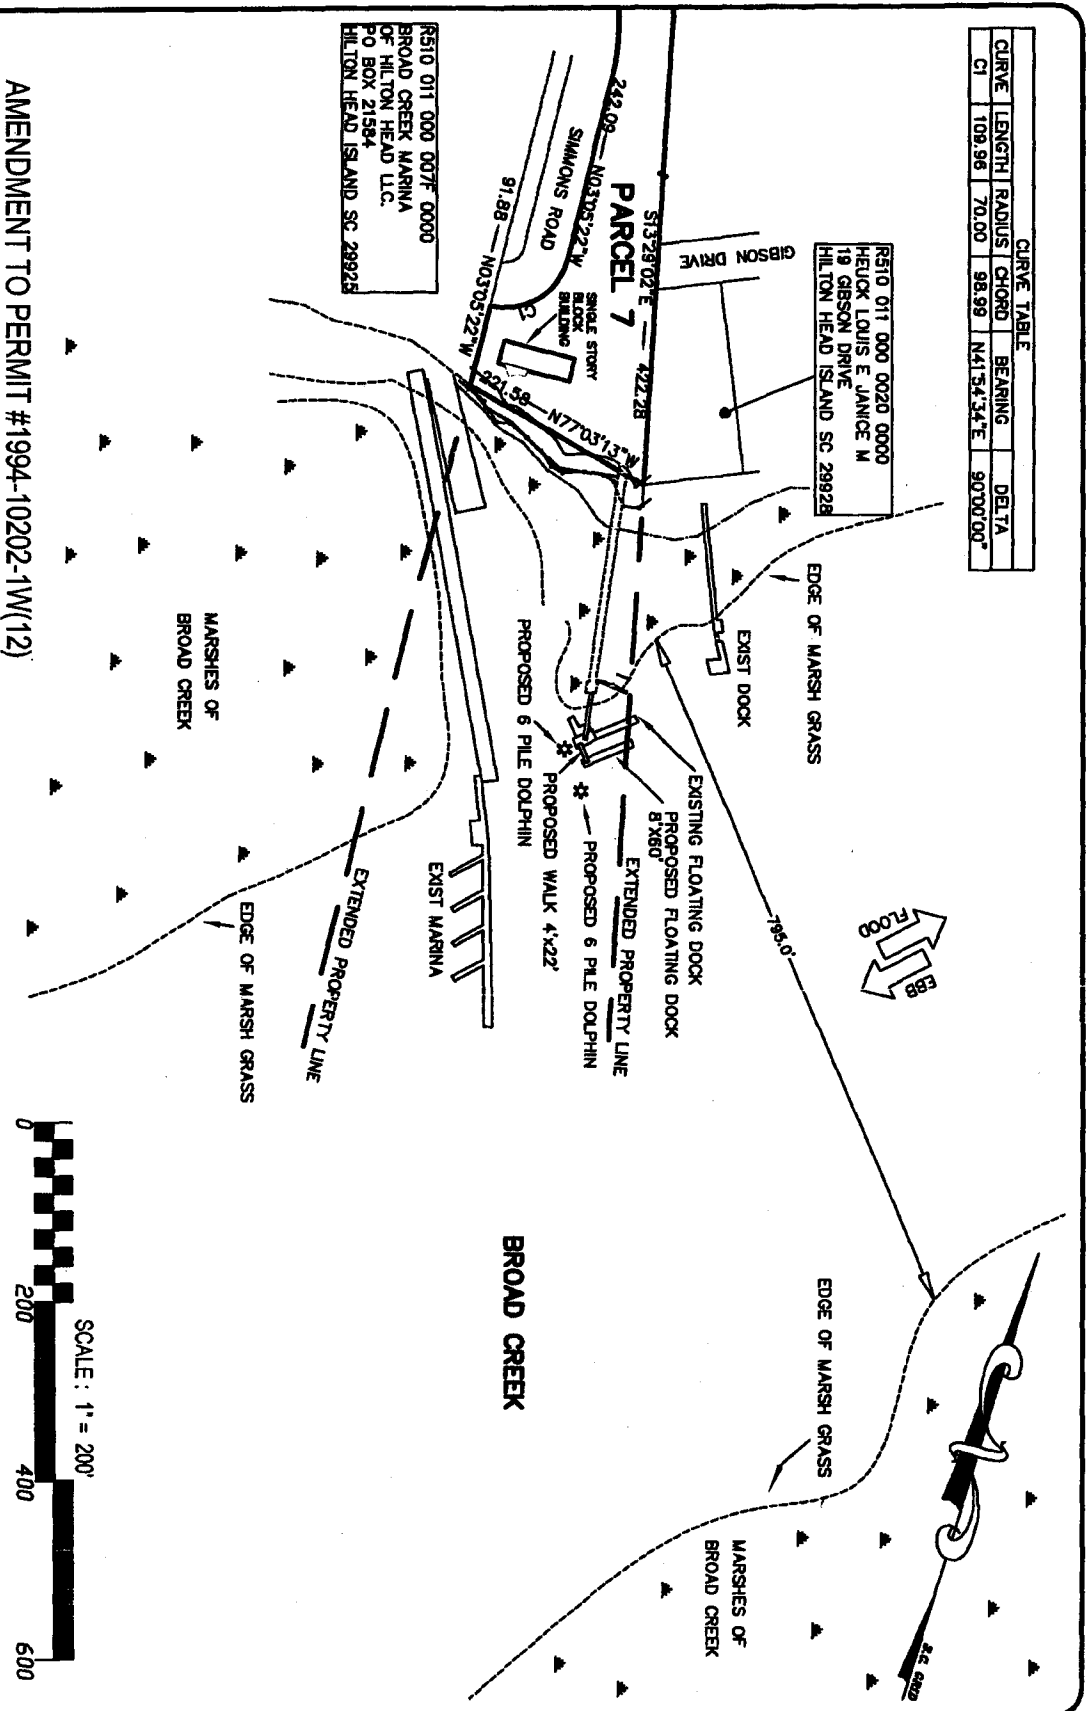 CURVE TABLE
CURVE LENGTH RADIUS CHORD BEARING DELTA
C1 109.96 70.00 98.99 N41°54'34"E 90°00'00"
R510 011 000 0020 0000
HEUCK LOUIS E JANICE M
19 GIBSON DRIVE
HILTON HEAD ISLAND SC 29928
GIBSON DRIVE
S13°29'02"E — 422.28
PARCEL 7
242.09 — N03°05'22"W
SIMMONS ROAD
91.88 — N03°05'22"W
SINGLE STORY
BLOCK
BUILDING
221.58 — N77°03'13"W
R510 011 000 007F 0000
BROAD CREEK MARINA
OF HILTON HEAD LLC.
PO BOX 21584
HILTON HEAD ISLAND SC 29925
EDGE OF MARSH GRASS
EXIST DOCK
EXISTING FLOATING DOCK
PROPOSED FLOATING DOCK
8'X60'
EXTENDED PROPERTY LINE
PROPOSED 6 PILE DOLPHIN
PROPOSED WALK 4'x22'
PROPOSED 6 PILE DOLPHIN
EXIST MARINA
MARSHES OF
BROAD CREEK
EXTENDED PROPERTY LINE
EDGE OF MARSH GRASS
795.0'
FLOOD
EBB
BROAD CREEK
EDGE OF MARSH GRASS
MARSHES OF
BROAD CREEK
S.C. GRID
SCALE : 1" = 200'
0 200 400 600
AMENDMENT TO PERMIT #1994-10202-1W(12)